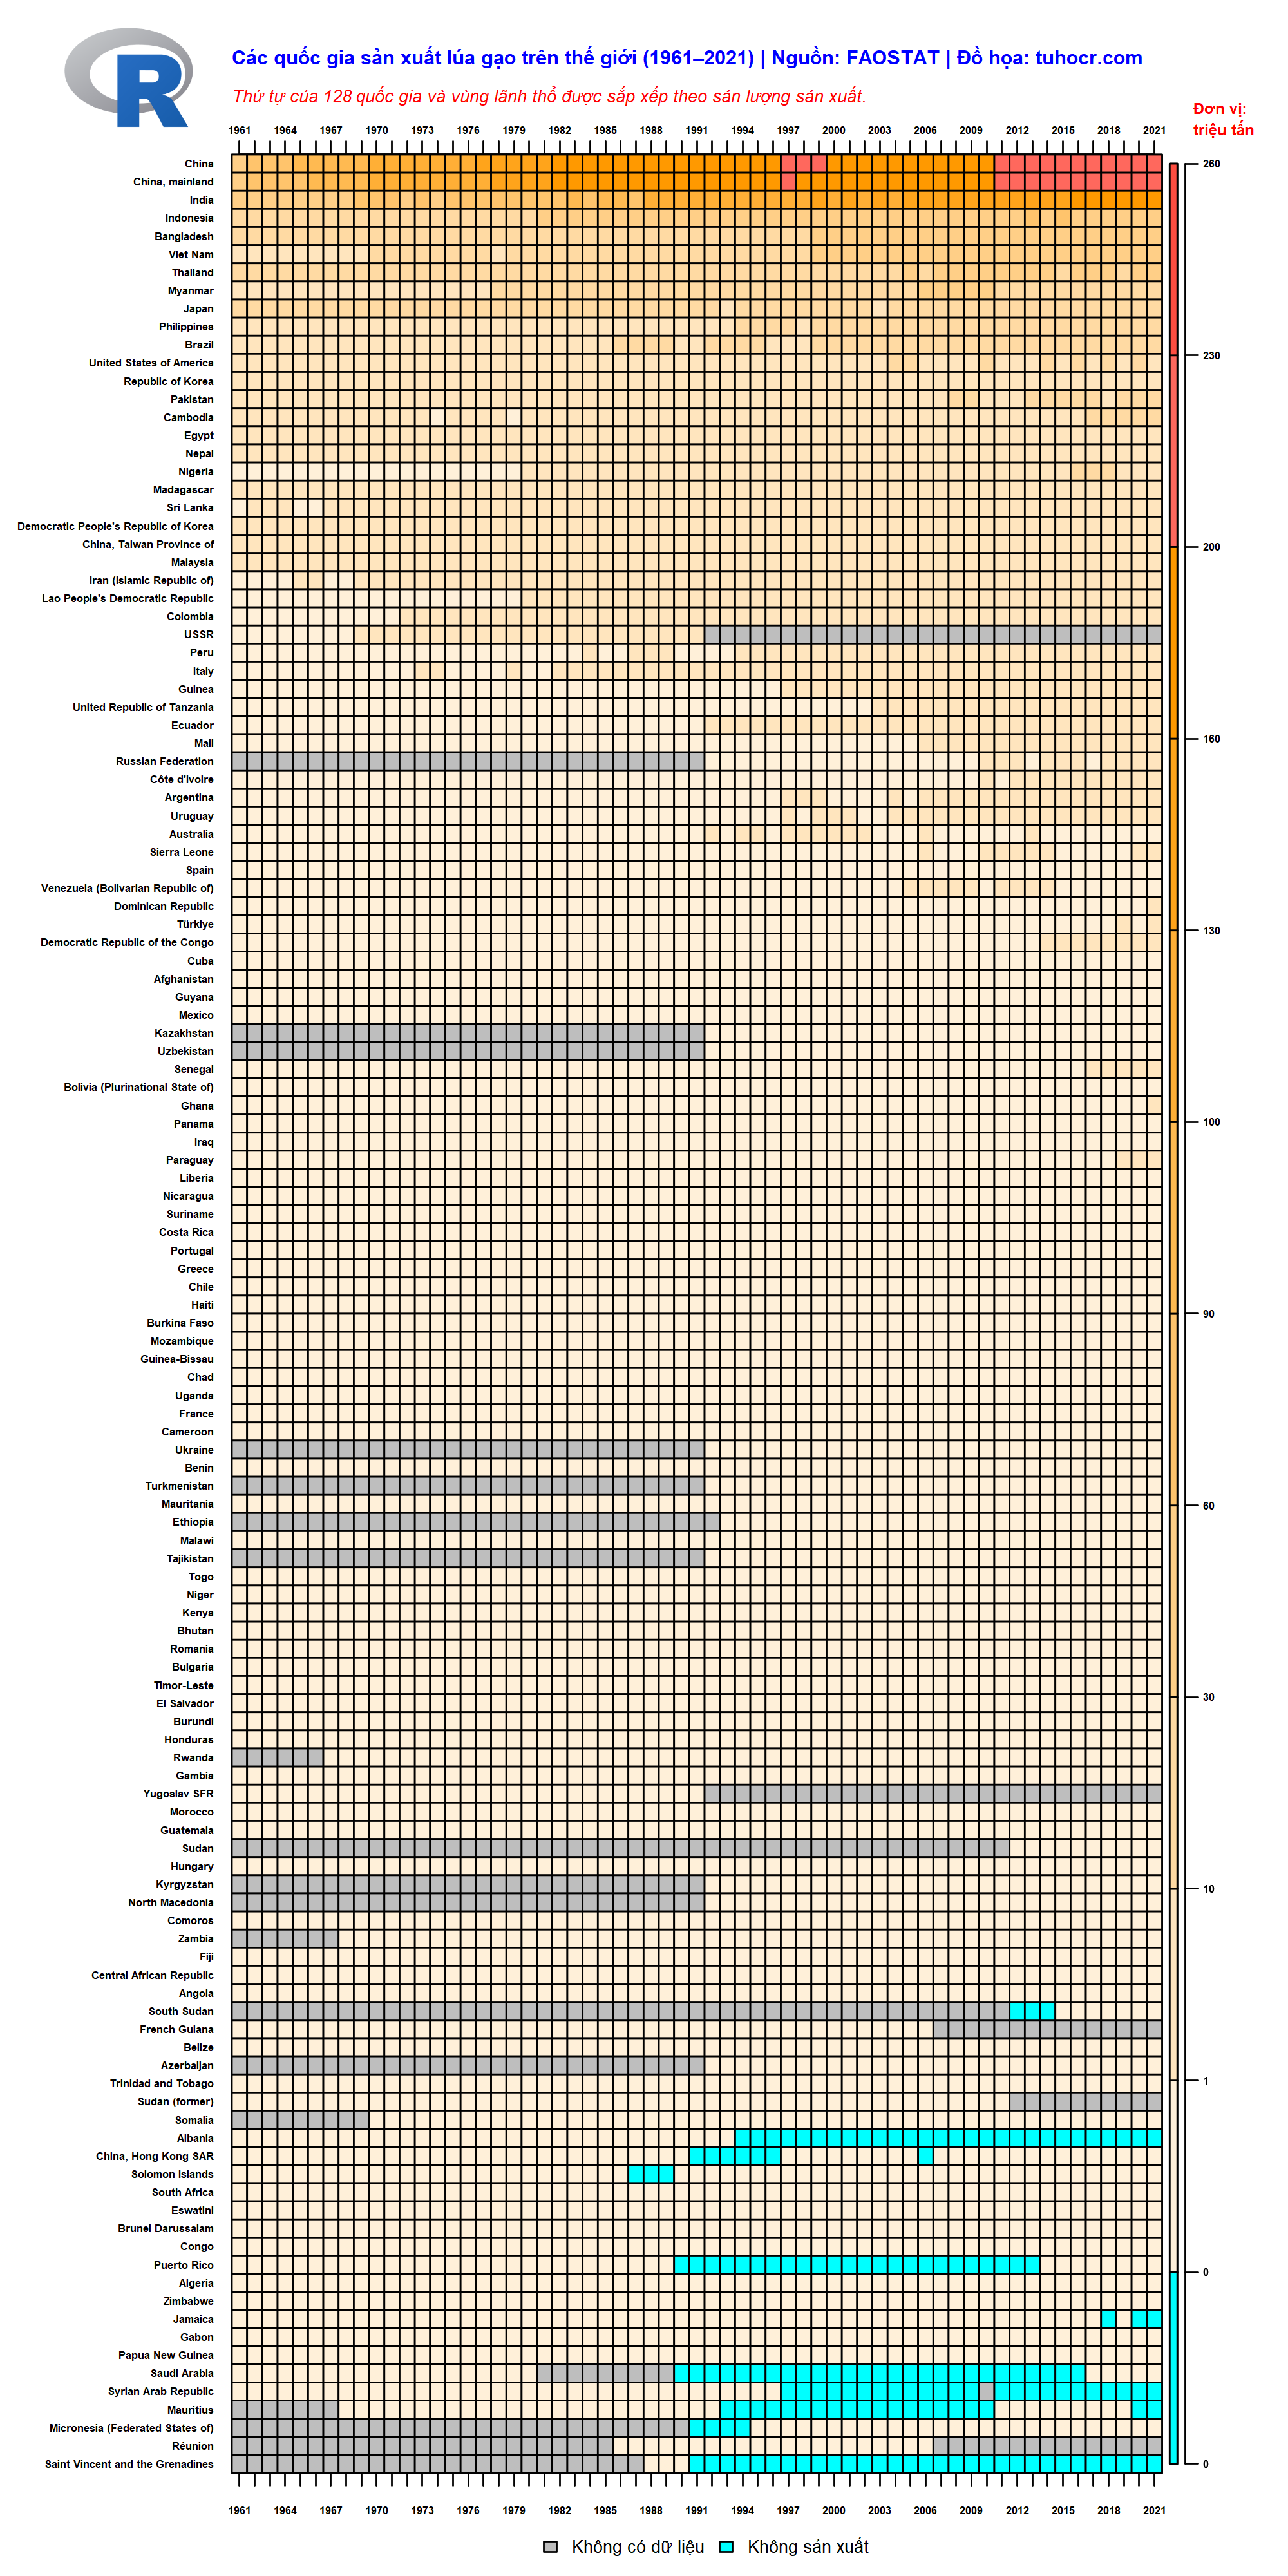 R
Các quốc gia sản xuất lúa gạo trên thế giới (1961–2021) | Nguồn: FAOSTAT | Đồ họa: tuhocr.com
Thứ tự của 128 quốc gia và vùng lãnh thổ được sắp xếp theo sản lượng sản xuất.
Đơn vị:
triệu tấn
1961 1964 1967 1970 1973 1976 1979 1982 1985 1988 1991 1994 1997 2000 2003 2006 2009 2012 2015 2018 2021
China
China, mainland
India
Indonesia
Bangladesh
Viet Nam
Thailand
Myanmar
Japan
Philippines
Brazil
United States of America
Republic of Korea
Pakistan
Cambodia
Egypt
Nepal
Nigeria
Madagascar
Sri Lanka
Democratic People's Republic of Korea
China, Taiwan Province of
Malaysia
Iran (Islamic Republic of)
Lao People's Democratic Republic
Colombia
USSR
Peru
Italy
Guinea
United Republic of Tanzania
Ecuador
Mali
Russian Federation
Côte d'Ivoire
Argentina
Uruguay
Australia
Sierra Leone
Spain
Venezuela (Bolivarian Republic of)
Dominican Republic
Türkiye
Democratic Republic of the Congo
Cuba
Afghanistan
Guyana
Mexico
Kazakhstan
Uzbekistan
Senegal
Bolivia (Plurinational State of)
Ghana
Panama
Iraq
Paraguay
Liberia
Nicaragua
Suriname
Costa Rica
Portugal
Greece
Chile
Haiti
Burkina Faso
Mozambique
Guinea-Bissau
Chad
Uganda
France
Cameroon
Ukraine
Benin
Turkmenistan
Mauritania
Ethiopia
Malawi
Tajikistan
Togo
Niger
Kenya
Bhutan
Romania
Bulgaria
Timor-Leste
El Salvador
Burundi
Honduras
Rwanda
Gambia
Yugoslav SFR
Morocco
Guatemala
Sudan
Hungary
Kyrgyzstan
North Macedonia
Comoros
Zambia
Fiji
Central African Republic
Angola
South Sudan
French Guiana
Belize
Azerbaijan
Trinidad and Tobago
Sudan (former)
Somalia
Albania
China, Hong Kong SAR
Solomon Islands
South Africa
Eswatini
Brunei Darussalam
Congo
Puerto Rico
Algeria
Zimbabwe
Jamaica
Gabon
Papua New Guinea
Saudi Arabia
Syrian Arab Republic
Mauritius
Micronesia (Federated States of)
Réunion
Saint Vincent and the Grenadines
260
230
200
160
130
100
90
60
30
10
1
0
0
1961 1964 1967 1970 1973 1976 1979 1982 1985 1988 1991 1994 1997 2000 2003 2006 2009 2012 2015 2018 2021
Không có dữ liệu Không sản xuất